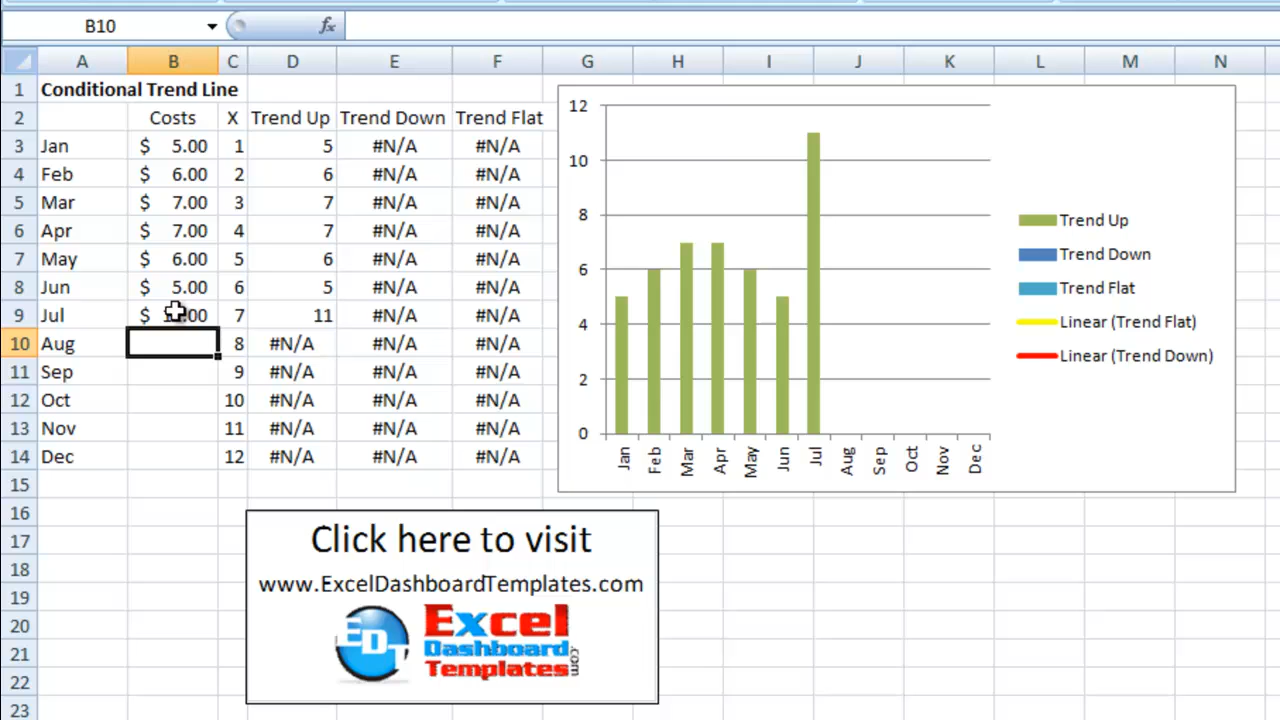 B10 fx
A B C D E F G H I J K L M N
1 Conditional Trend Line
2 Costs X Trend Up Trend Down Trend Flat
3 Jan $ 5.00 1 5 #N/A #N/A
4 Feb $ 6.00 2 6 #N/A #N/A
5 Mar $ 7.00 3 7 #N/A #N/A
6 Apr $ 7.00 4 7 #N/A #N/A
7 May $ 6.00 5 6 #N/A #N/A
8 Jun $ 5.00 6 5 #N/A #N/A
9 Jul $ 7 11 #N/A #N/A
10 Aug 8 #N/A #N/A #N/A
11 Sep 9 #N/A #N/A #N/A
12 Oct 10 #N/A #N/A #N/A
13 Nov 11 #N/A #N/A #N/A
14 Dec 12 #N/A #N/A #N/A
15
16
17
18
19
20
21
22
23
12
10
8
6
4
2
0
Jan Feb Mar Apr May Jun Jul Aug Sep Oct Nov Dec
Trend Up
Trend Down
Trend Flat
Linear (Trend Flat)
Linear (Trend Down)
Click here to visit
www.ExcelDashboardTemplates.com
EDT
Excel
Dashboard
Templates.com